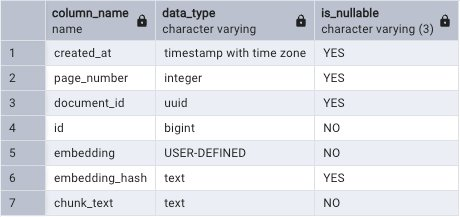 column_name data_type is_nullable
name character varying character varying (3)
1 created_at timestamp with time zone YES
2 page_number integer YES
3 document_id uuid YES
4 id bigint NO
5 embedding USER-DEFINED NO
6 embedding_hash text YES
7 chunk_text text NO